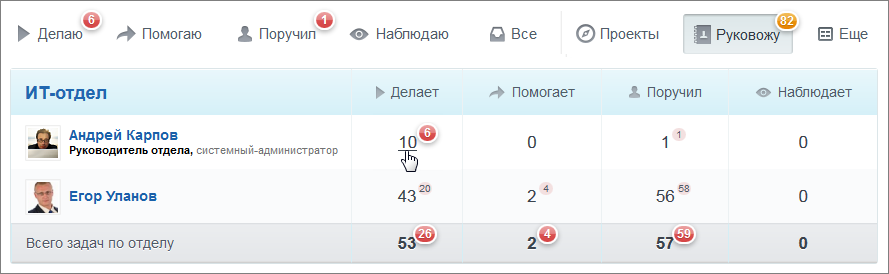 Делаю 6 Помогаю Поручил 1 Наблюдаю Все Проекты Руковожу 82 Еще
ИТ-отдел Делает Помогает Поручил Наблюдает
Андрей Карпов
Руководитель отдела, системный-администратор
10 6 0 1 1 0
Егор Уланов 43 20 2 4 56 58 0
Всего задач по отделу 53 26 2 4 57 59 0